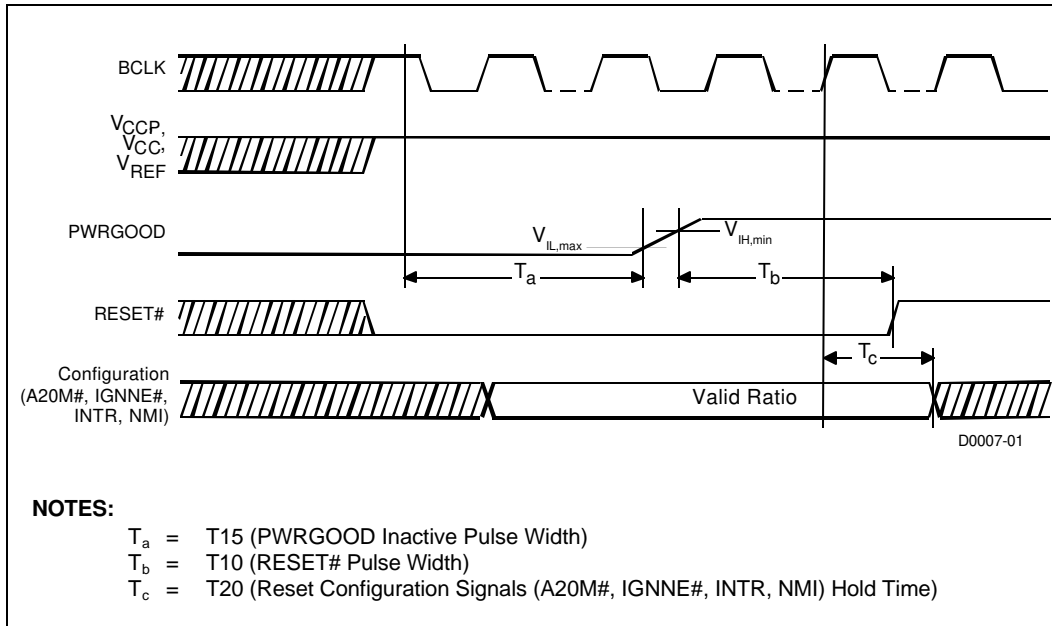 BCLK
VCCP,
VCC,
VREF
PWRGOOD
VIL,max
VIH,min
Ta
Tb
RESET#
Tc
Configuration
(A20M#, IGNNE#,
INTR, NMI)
Valid Ratio
D0007-01
NOTES:
Ta = T15 (PWRGOOD Inactive Pulse Width)
Tb = T10 (RESET# Pulse Width)
Tc = T20 (Reset Configuration Signals (A20M#, IGNNE#, INTR, NMI) Hold Time)